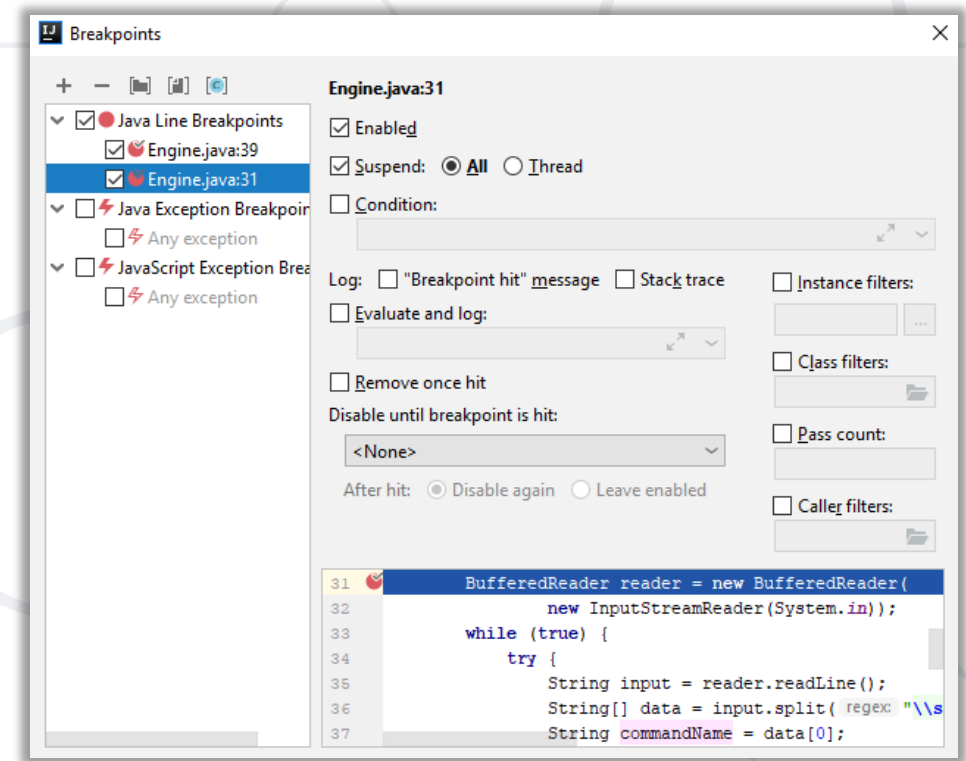 IJ Breakpoints
Java Line Breakpoints
Engine.java:39
Engine.java:31
Java Exception Breakpoin
Any exception
JavaScript Exception Brea
Any exception
Engine.java:31
Enabled
Suspend: All Thread
Condition:
Log: "Breakpoint hit" message Stack trace
Instance filters:
Evaluate and log:
...
Class filters:
Remove once hit
Disable until breakpoint is hit:
Pass count:
<None>
After hit: Disable again Leave enabled
Caller filters:
31 BufferedReader reader = new BufferedReader(
32 new InputStreamReader(System.in));
33 while (true) {
34 try {
35 String input = reader.readLine();
36 String[] data = input.split( regex: "\\s
37 String commandName = data[0];